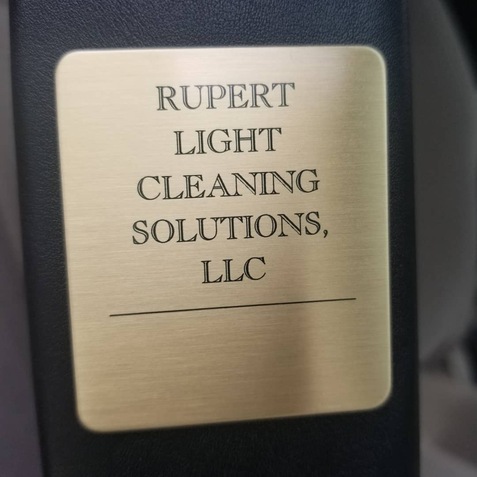 RUPERT
LIGHT
CLEANING
SOLUTIONS,
LLC